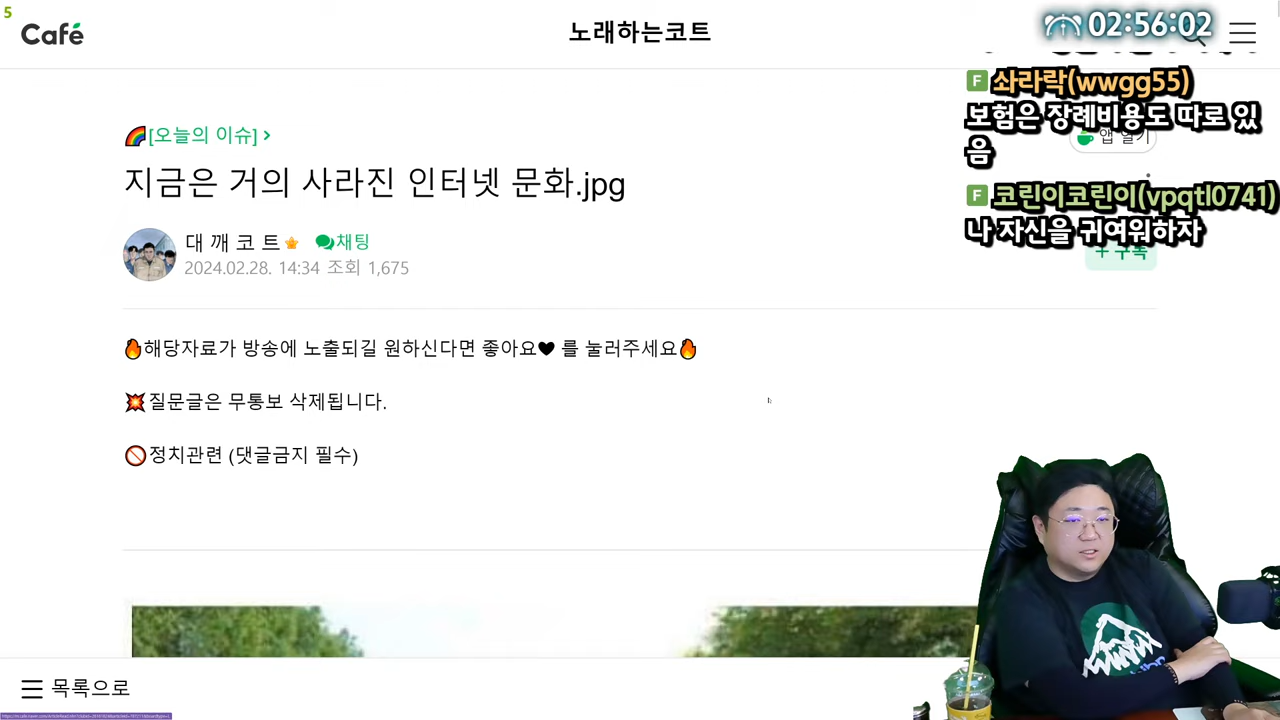 5
Café
노래하는코트
02:56:02
[오늘의 이슈] >
지금은 거의 사라진 인터넷 문화.jpg
대 깨 코 트 채팅
2024.02.28. 14:34 조회 1,675
앱 열기
+ 구독
F 솨라락(wwgg55)
보험은 장례비용도 따로 있
음
F 코린이코린이(vpqtl0741)
나 자신을 귀여워하자
🔥해당자료가 방송에 노출되길 원하신다면 좋아요🖤 를 눌러주세요🔥
💥질문글은 무통보 삭제됩니다.
🚫정치관련 (댓글금지 필수)
목록으로